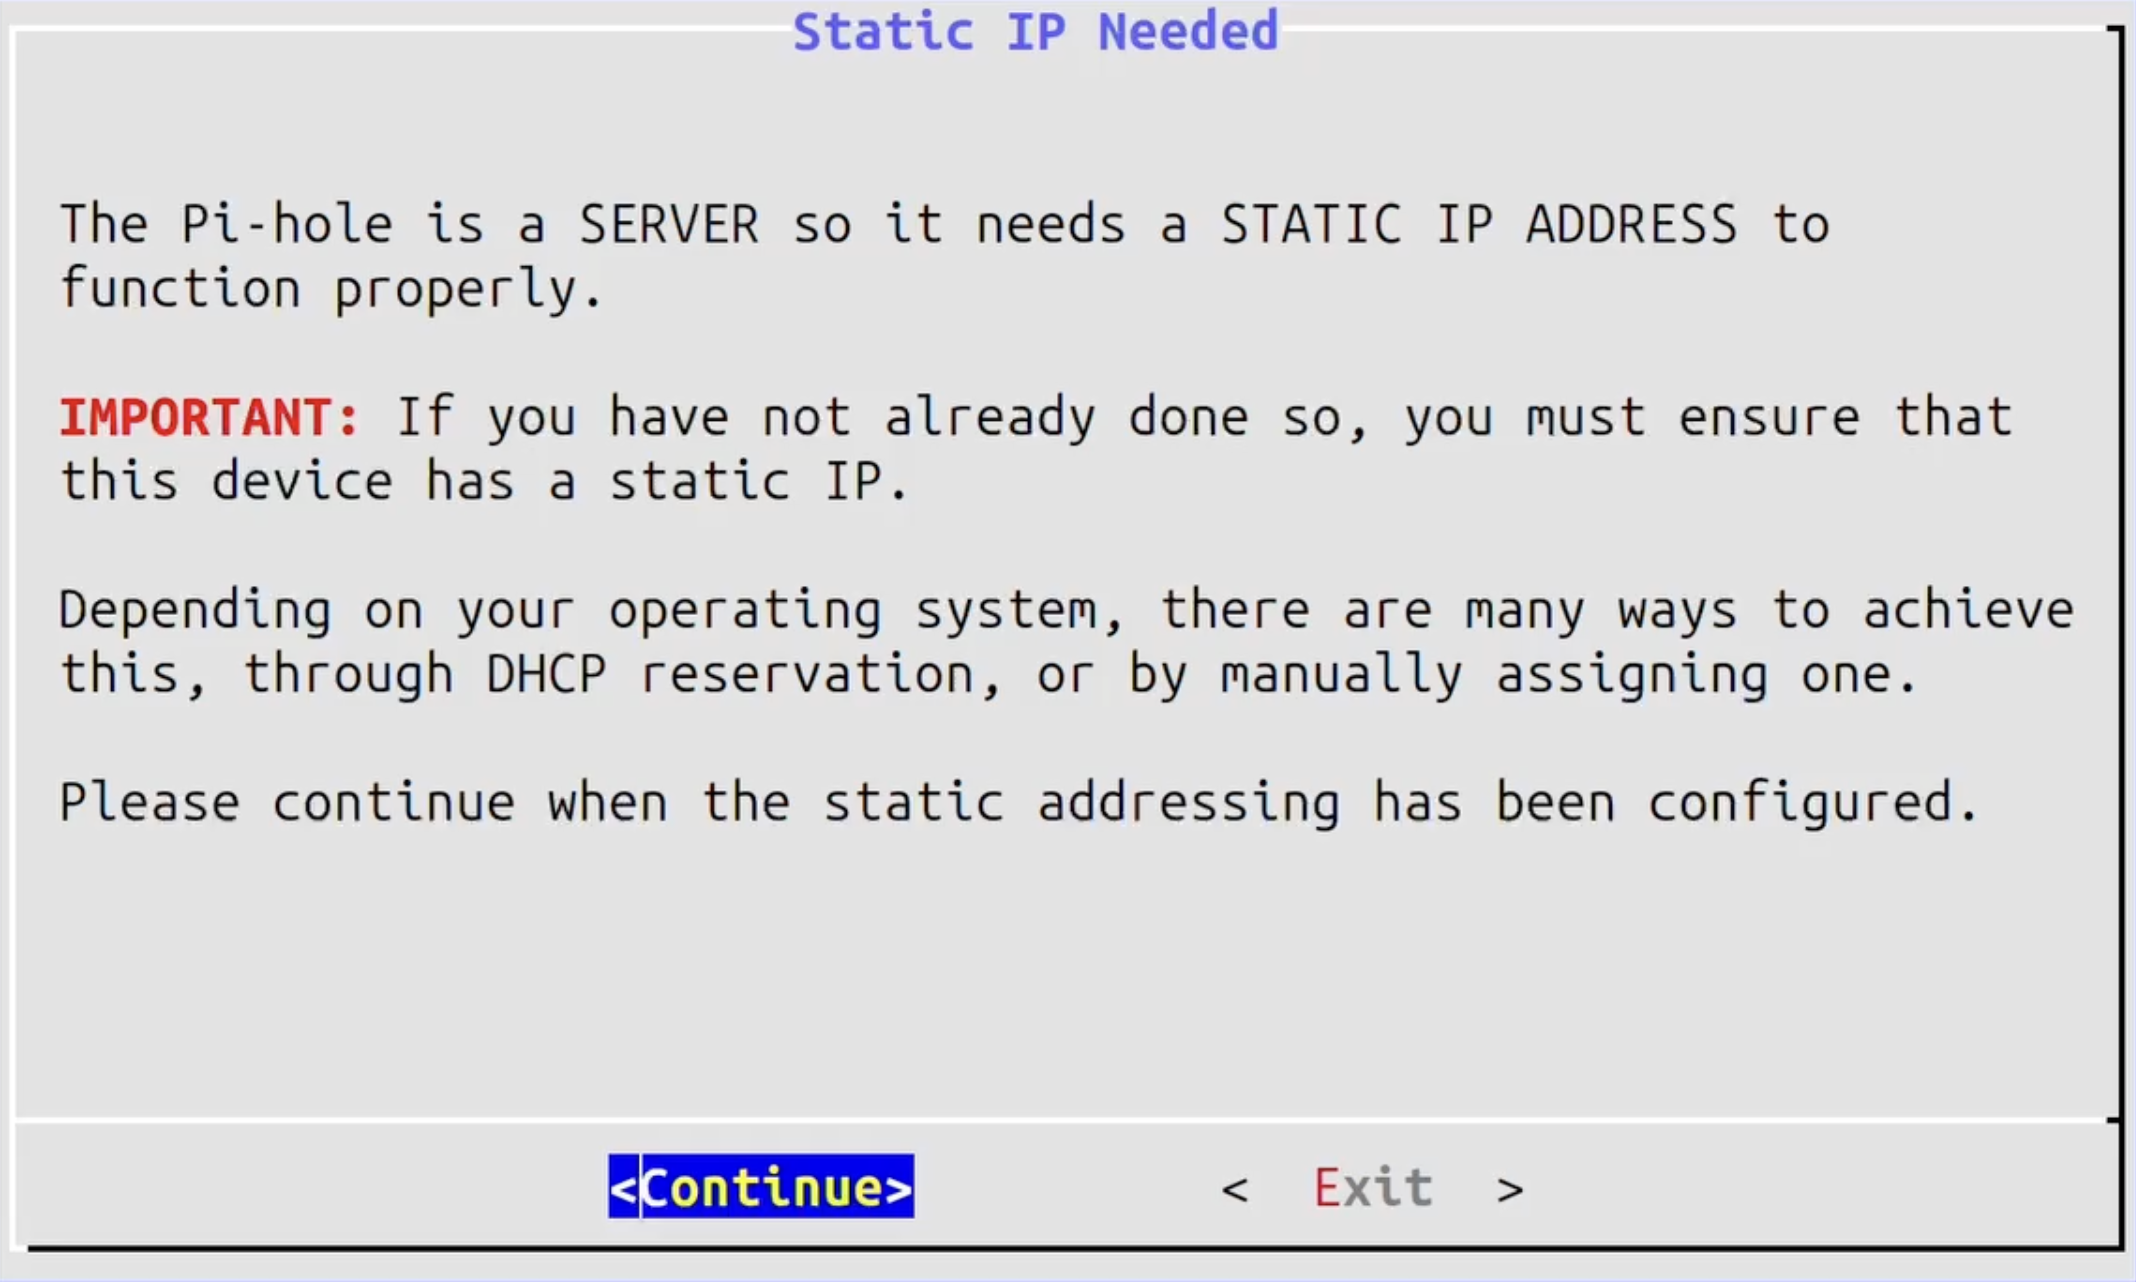 Static IP Needed
The Pi-hole is a SERVER so it needs a STATIC IP ADDRESS to
function properly.
IMPORTANT: If you have not already done so, you must ensure that
this device has a static IP.
Depending on your operating system, there are many ways to achieve
this, through DHCP reservation, or by manually assigning one.
Please continue when the static addressing has been configured.
<Continue> < Exit >